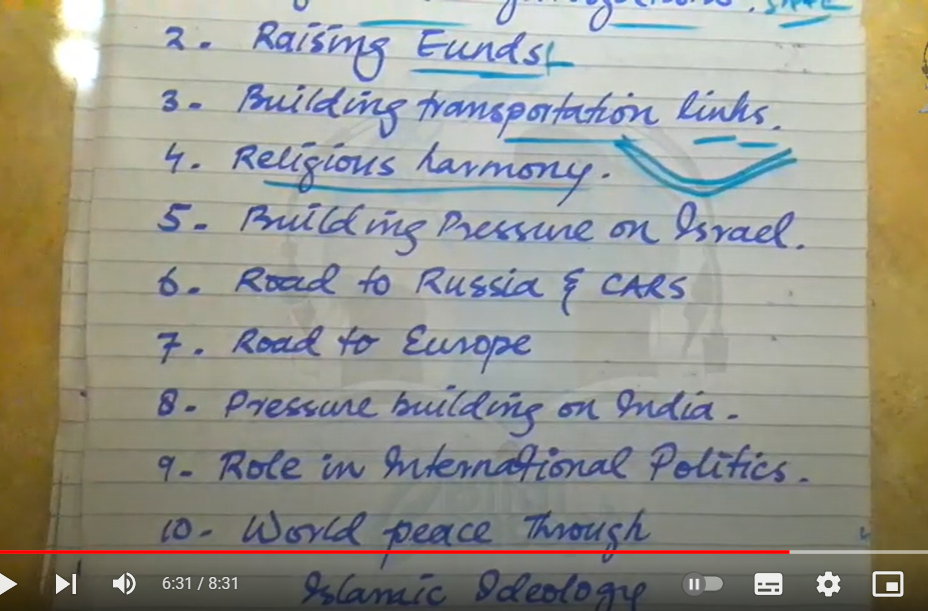 2. Raising Funds
3. Building transportation links.
4. Religious harmony.
5. Building Pressure on Israel.
6. Road to Russia & CARS
7. Road to Europe
8. Pressure building on India.
9. Role in International Politics.
10. World peace Through
Islamic Ideology
6:31 / 8:31